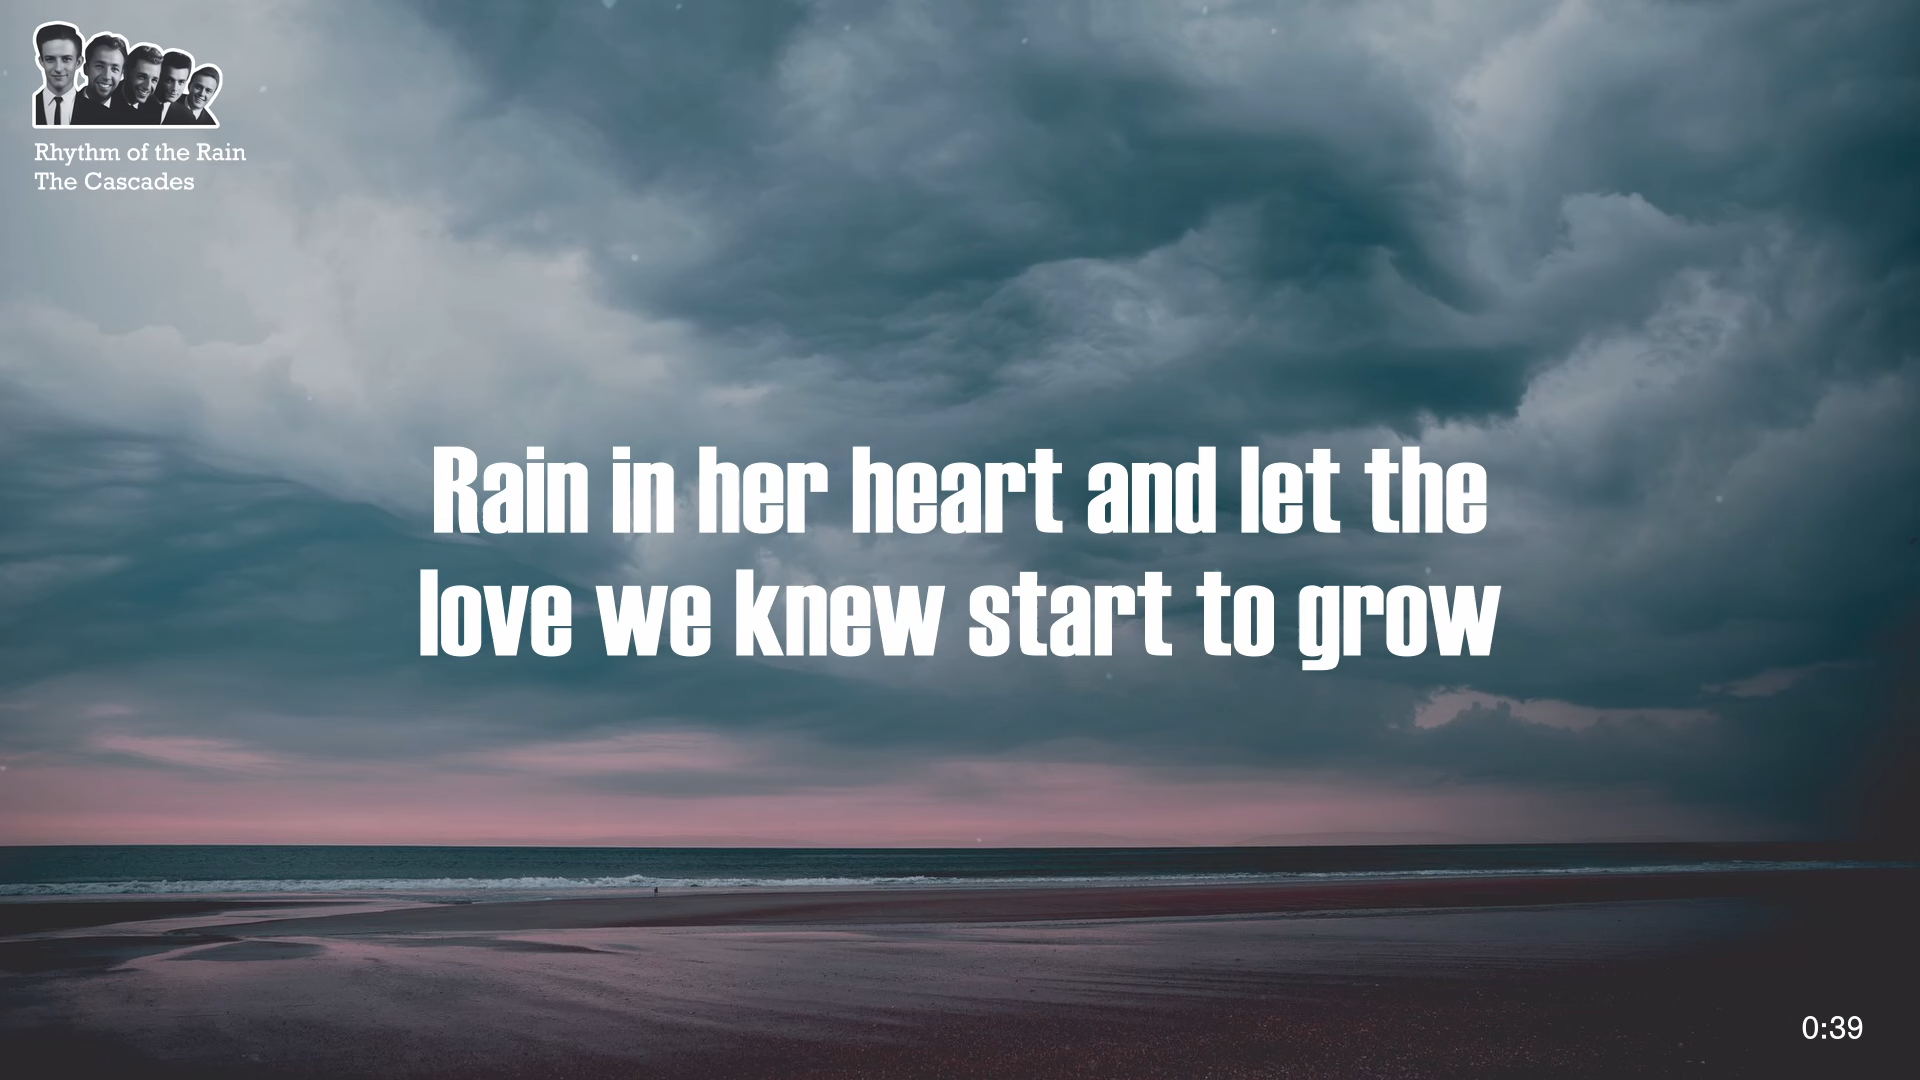 Rhythm of the Rain
The Cascades
Rain in her heart and let the
love we knew start to grow
0:39